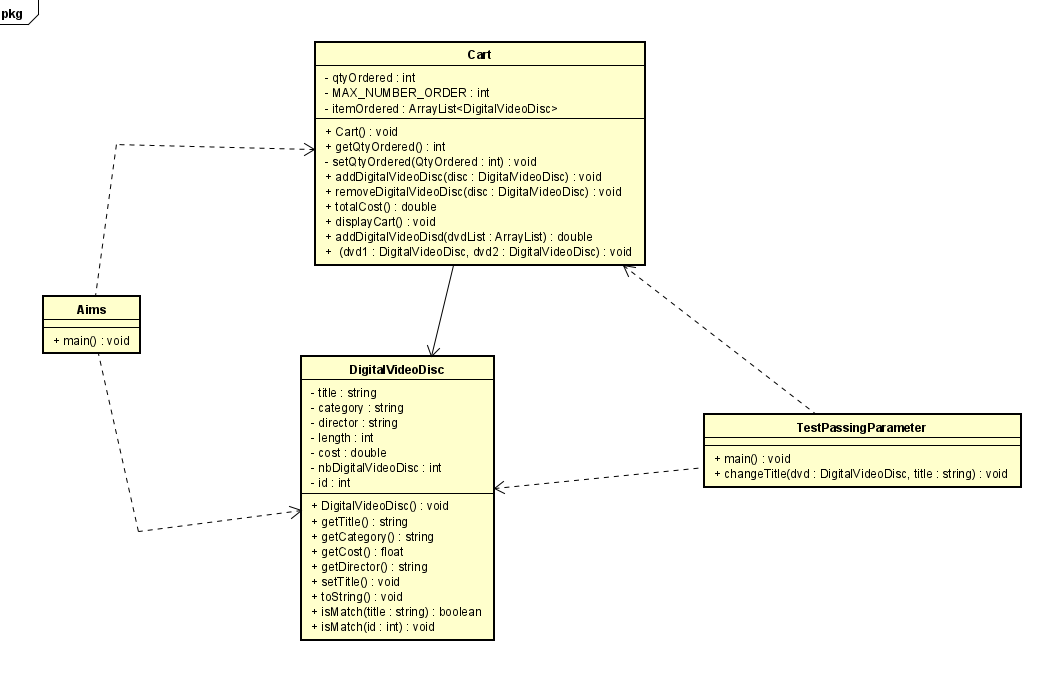 pkg
Cart
- qtyOrdered : int
- MAX_NUMBER_ORDER : int
- itemOrdered : ArrayList<DigitalVideoDisc>
+ Cart() : void
+ getQtyOrdered() : int
- setQtyOrdered(QtyOrdered : int) : void
+ addDigitalVideoDisc(disc : DigitalVideoDisc) : void
+ removeDigitalVideoDisc(disc : DigitalVideoDisc) : void
+ totalCost() : double
+ displayCart() : void
+ addDigitalVideoDisd(dvdList : ArrayList) : double
+ (dvd1 : DigitalVideoDisc, dvd2 : DigitalVideoDisc) : void
Aims
+ main() : void
DigitalVideoDisc
- title : string
- category : string
- director : string
- length : int
- cost : double
- nbDigitalVideoDisc : int
- id : int
+ DigitalVideoDisc() : void
+ getTitle() : string
+ getCategory() : string
+ getCost() : float
+ getDirector() : string
+ setTitle() : void
+ toString() : void
+ isMatch(title : string) : boolean
+ isMatch(id : int) : void
TestPassingParameter
+ main() : void
+ changeTitle(dvd : DigitalVideoDisc, title : string) : void